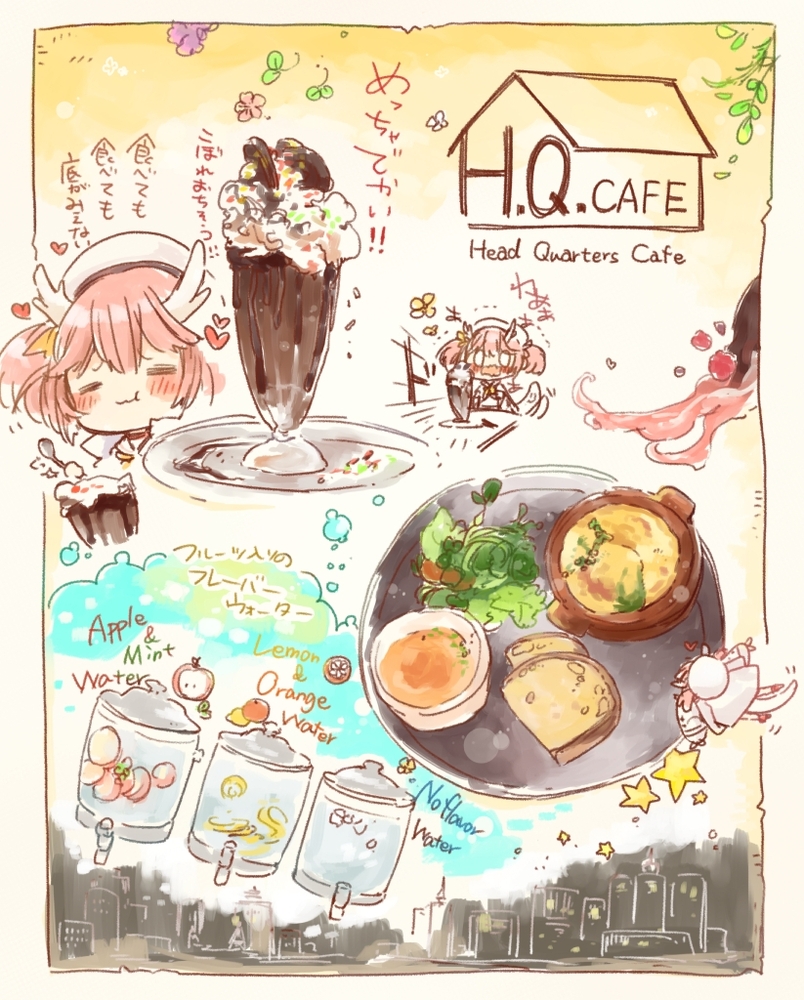 H.Q.CAFE
Head Quarters Cafe
めっちゃでかい!!
こぼれおちそう!!
食べても
食べても
底がみえない
わぁぁ
フルーツ入りの
フレーバー
ウォーター
Apple
&
Mint
Water
Lemon
&
Orange
Water
No flavor
Water